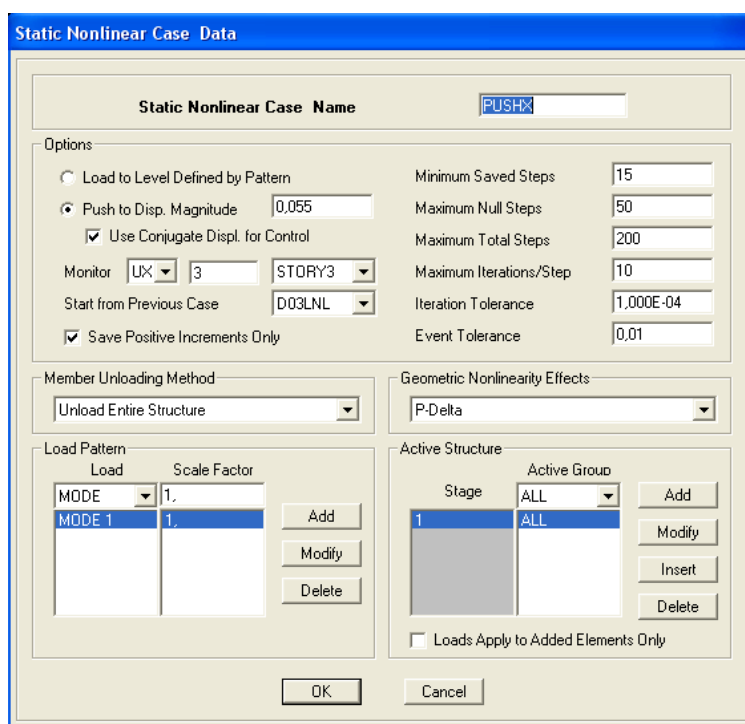 Static Nonlinear Case Data
Static Nonlinear Case Name PUSHX
Options
Load to Level Defined by Pattern
Push to Disp. Magnitude 0,055
Use Conjugate Displ. for Control
Monitor UX 3 STORY3
Start from Previous Case D03LNL
Save Positive Increments Only
Minimum Saved Steps 15
Maximum Null Steps 50
Maximum Total Steps 200
Maximum Iterations/Step 10
Iteration Tolerance 1,000E-04
Event Tolerance 0,01
Member Unloading Method
Unload Entire Structure
Geometric Nonlinearity Effects
P-Delta
Load Pattern
Load Scale Factor
MODE 1,
MODE 1 1,
Add
Modify
Delete
Active Structure
Active Group
Stage ALL
1 ALL
Add
Modify
Insert
Delete
Loads Apply to Added Elements Only
OK Cancel